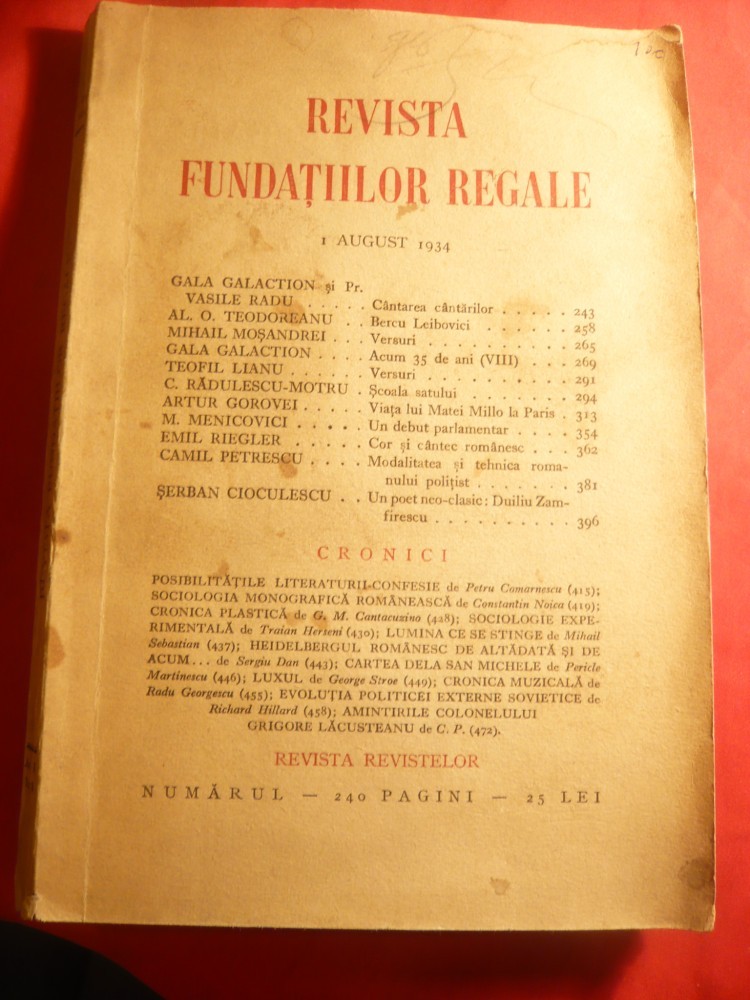 100
REVISTA
FUNDAȚIILOR REGALE
1 AUGUST 1934
GALA GALACTION și Pr.
VASILE RADU . . . . . Cântarea cântărilor . . . . . 243
AL. O. TEODOREANU . . Bercu Leibovici . . . . . . 258
MIHAIL MOȘANDREI . . . Versuri . . . . . . . . 265
GALA GALACTION . . . . Acum 35 de ani (VIII) . . . 269
TEOFIL LIANU . . . . . . Versuri . . . . . . . . 291
C. RĂDULESCU-MOTRU . Școala satului . . . . . . . 294
ARTUR GOROVEI . . . . . Viața lui Matei Millo la Paris . 313
M. MENICOVICI . . . . . . Un debut parlamentar . . . . 354
EMIL RIEGLER . . . . . Cor și cântec românesc . . . 362
CAMIL PETRESCU . . . . Modalitatea și tehnica roma-
nului polițist . . . . . . . 381
ȘERBAN CIOCULESCU . . Un poet neo-clasic: Duiliu Zam-
firescu . . . . . . . . . . 396
CRONICI
POSIBILITĂȚILE LITERATURII-CONFESIE de Petru Comarnescu (415);
SOCIOLOGIA MONOGRAFICĂ ROMÂNEASCĂ de Constantin Noica (419);
CRONICA PLASTICĂ de G. M. Cantacuzino (428); SOCIOLOGIE EXPE-
RIMENTALĂ de Traian Herseni (430); LUMINA CE SE STINGE de Mihail
Sebastian (437); HEIDELBERGUL ROMÂNESC DE ALTĂDATĂ ȘI DE
ACUM... de Sergiu Dan (443); CARTEA DELA SAN MICHELE de Pericle
Martinescu (446); LUXUL de George Stroe (449); CRONICA MUZICALĂ de
Radu Georgescu (455); EVOLUȚIA POLITICEI EXTERNE SOVIETICE de
Richard Hillard (458); AMINTIRILE COLONELULUI
GRIGORE LĂCUSTEANU de C. P. (472).
REVISTA REVISTELOR
NUMĂRUL — 240 PAGINI — 25 LEI